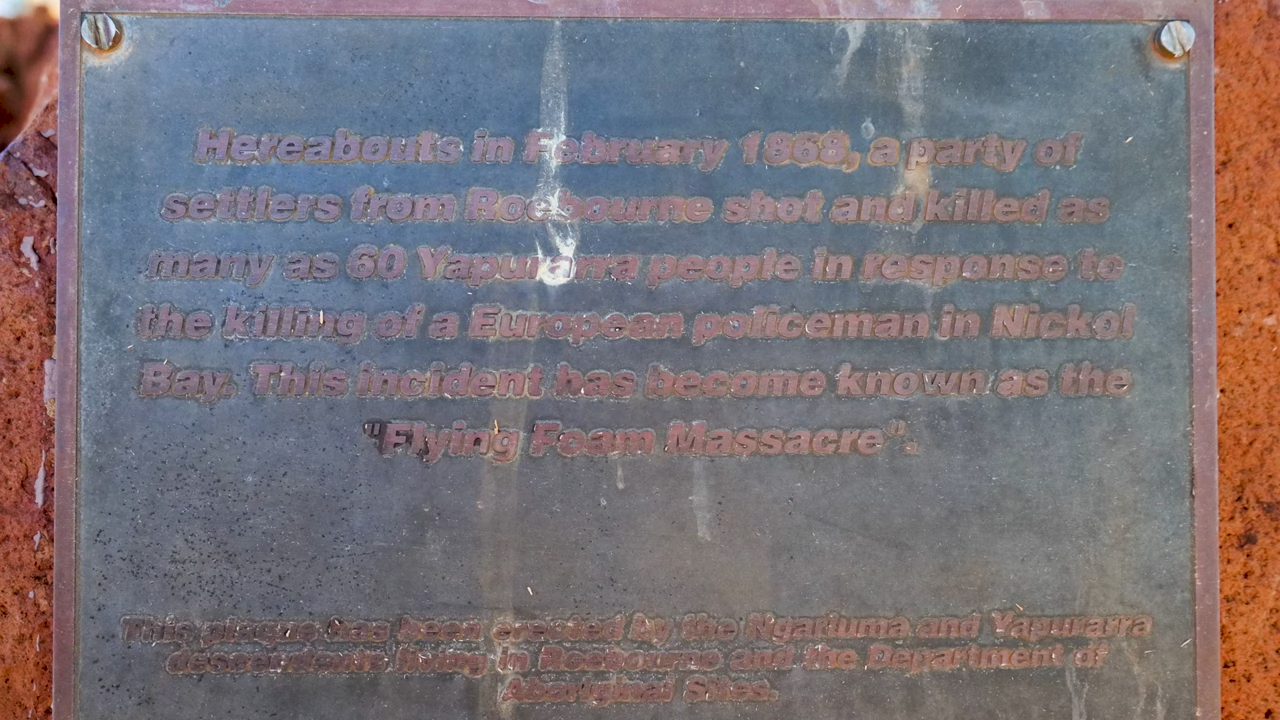 Hereabouts in February 1868, a party of
settlers from Roebourne shot and killed as
many as 60 Yapurarra people in response to
the killing of a European policeman in Nickol
Bay. This incident has become known as the
"Flying Foam Massacre".
This plaque has been erected by the Ngarluma and Yapurarra
descendants living in Roebourne and the Department of
Aboriginal Sites.